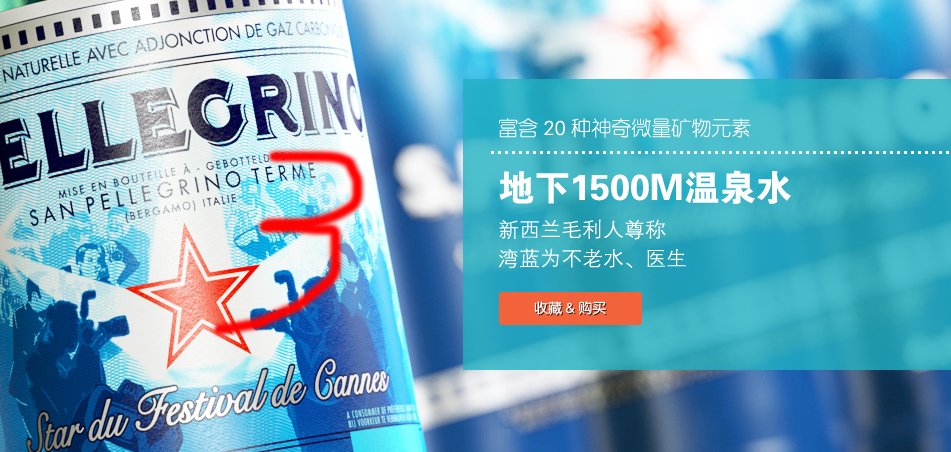 NATURELLE AVEC ADJONCTION DE GAZ CARBONIQUE
PELLEGRINO
MISE EN BOUTEILLE À - GEBOTTELD
SAN PELLEGRINO TERME
(BERGAMO) ITALIE
3
Star du Festival de Cannes
A CONSOMMER DE PRÉFÉRENCE
BIJ VOORKEUR TE
富含 20 种神奇微量矿物元素
地下1500M温泉水
新西兰毛利人尊称
湾蓝为不老水、医生
收藏 & 购买